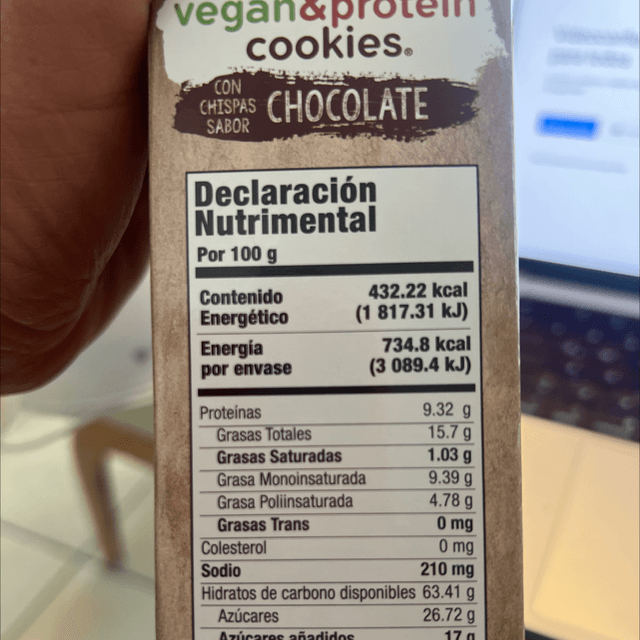 vegan&protein
cookies®
CON
CHISPAS
SABOR
CHOCOLATE
Declaración
Nutrimental
Por 100 g
Contenido Energético 432.22 kcal (1 817.31 kJ)
Energía por envase 734.8 kcal (3 089.4 kJ)
Proteínas 9.32 g
Grasas Totales 15.7 g
Grasas Saturadas 1.03 g
Grasa Monoinsaturada 9.39 g
Grasa Poliinsaturada 4.78 g
Grasas Trans 0 mg
Colesterol 0 mg
Sodio 210 mg
Hidratos de carbono disponibles 63.41 g
Azúcares 26.72 g
Azúcares añadidos 17 g